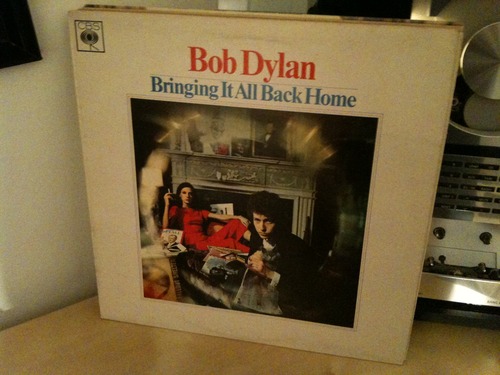 CBS
Bob Dylan
Bringing It All Back Home